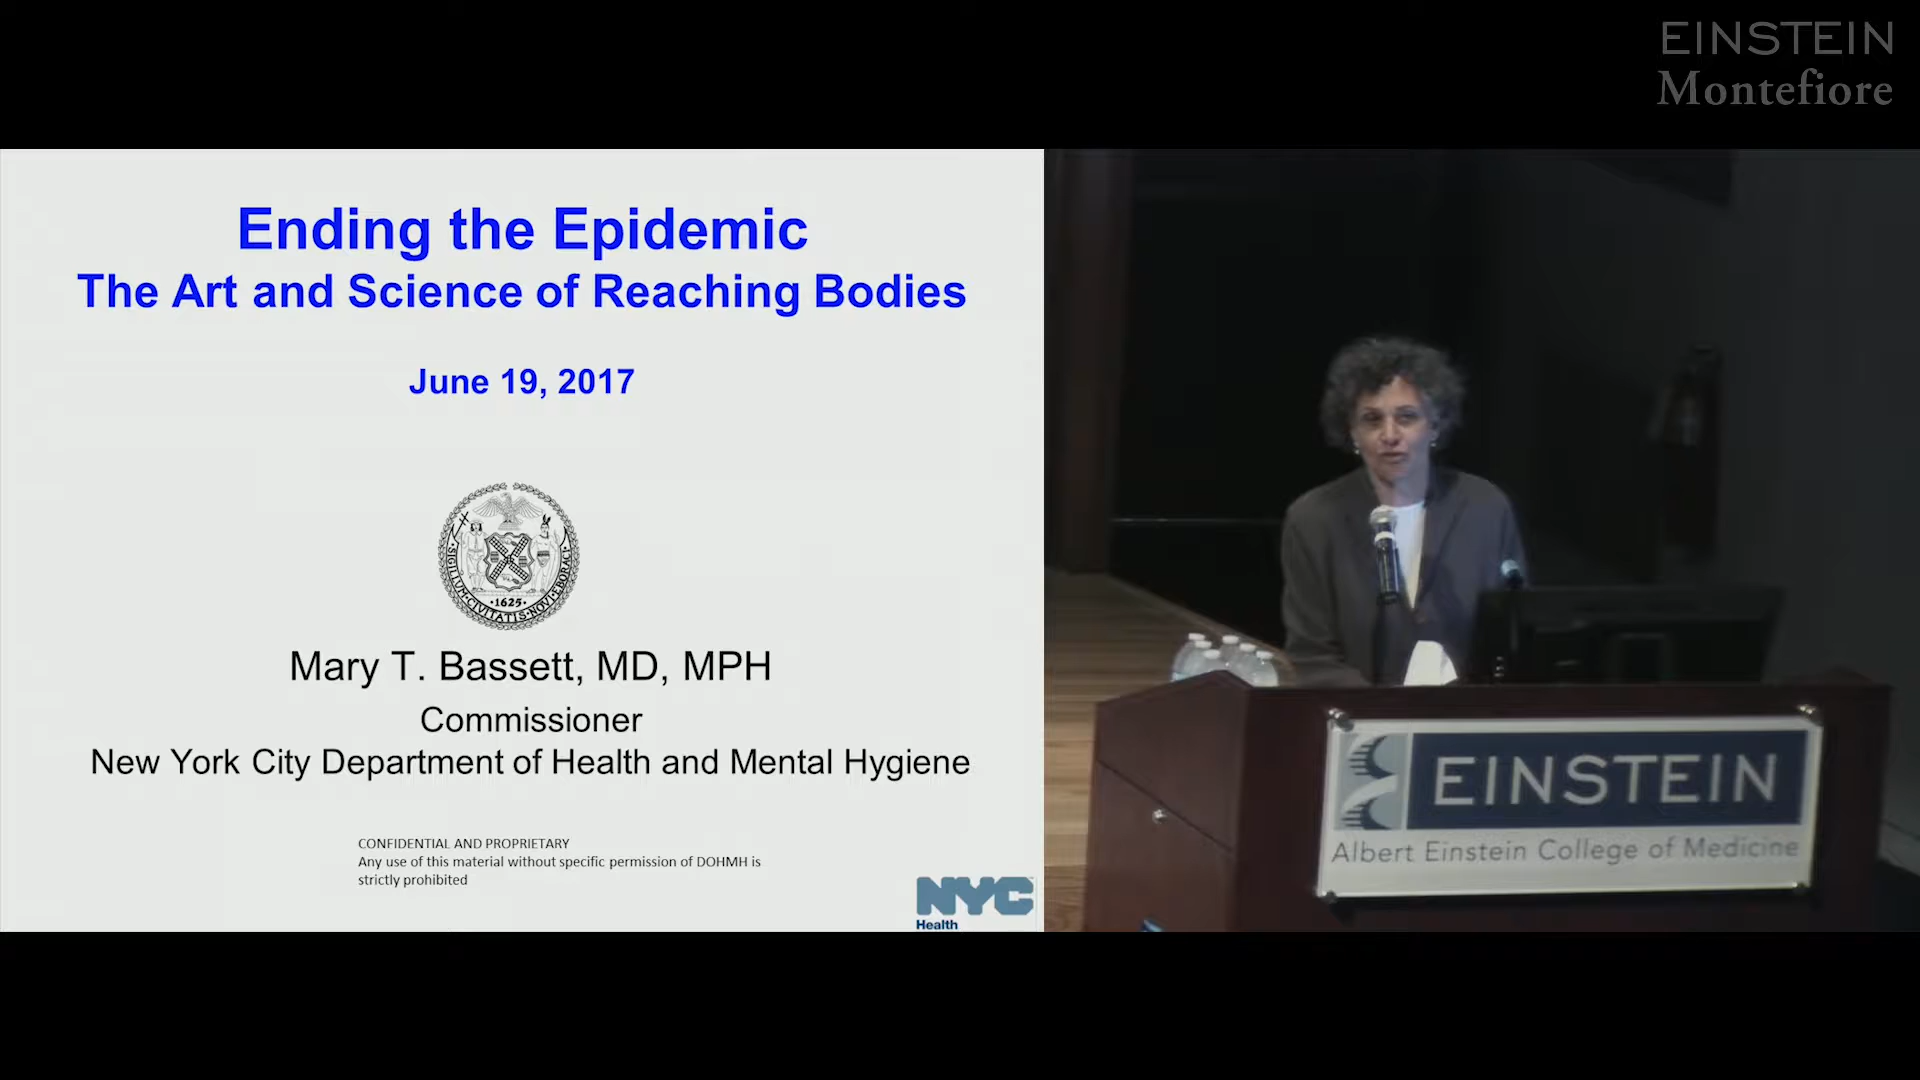 EINSTEIN
Montefiore
Ending the Epidemic
The Art and Science of Reaching Bodies
June 19, 2017
SIGILLUM CIVITATIS NOVI EBORACI
1625
Mary T. Bassett, MD, MPH
Commissioner
New York City Department of Health and Mental Hygiene
CONFIDENTIAL AND PROPRIETARY
Any use of this material without specific permission of DOHMH is
strictly prohibited
NYC
Health
EINSTEIN
Albert Einstein College of Medicine